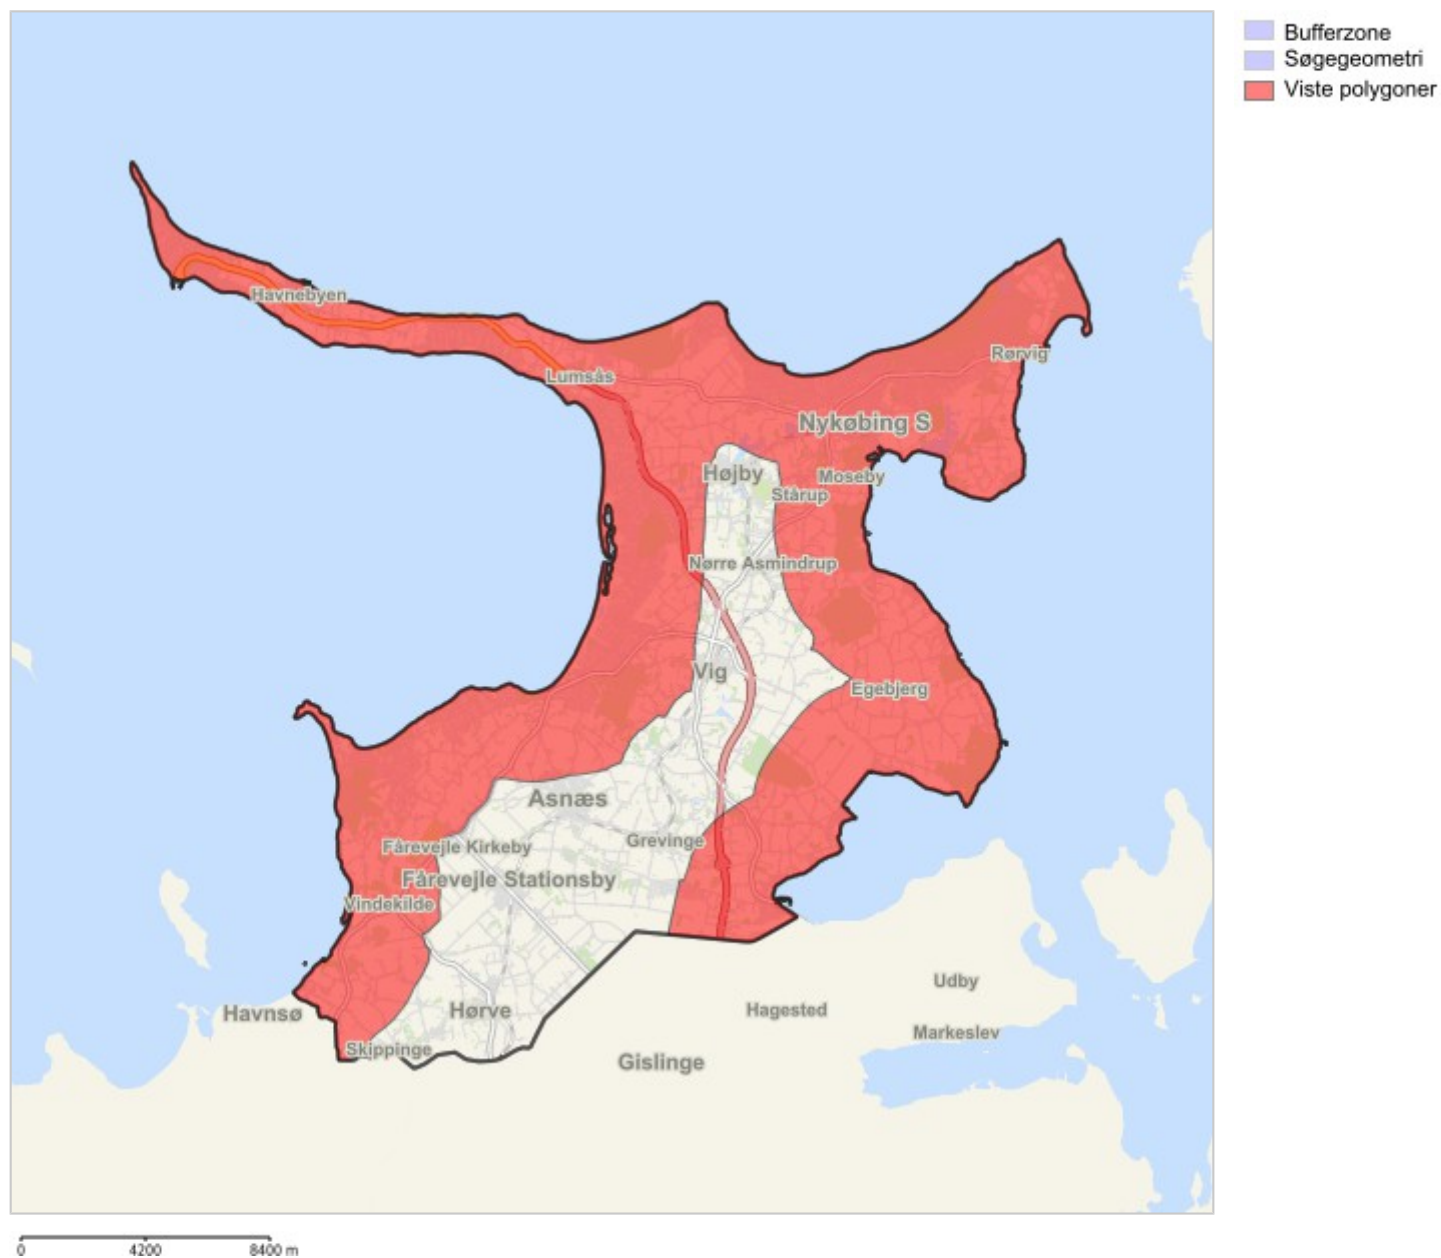 Bufferzone
Søgegeometri
Viste polygoner
Havnebyen
Rørvig
Lumsås
Nykøbing S
Højby
Moseby
Stårup
Nørre Asmindrup
Vig
Egebjerg
Asnæs
Grevinge
Fårevejle Kirkeby
Fårevejle Stationsby
Vindekilde
Udby
Havnsø
Hørve
Hagested
Markeslev
Skippinge
Gislinge
0 4200 8400 m